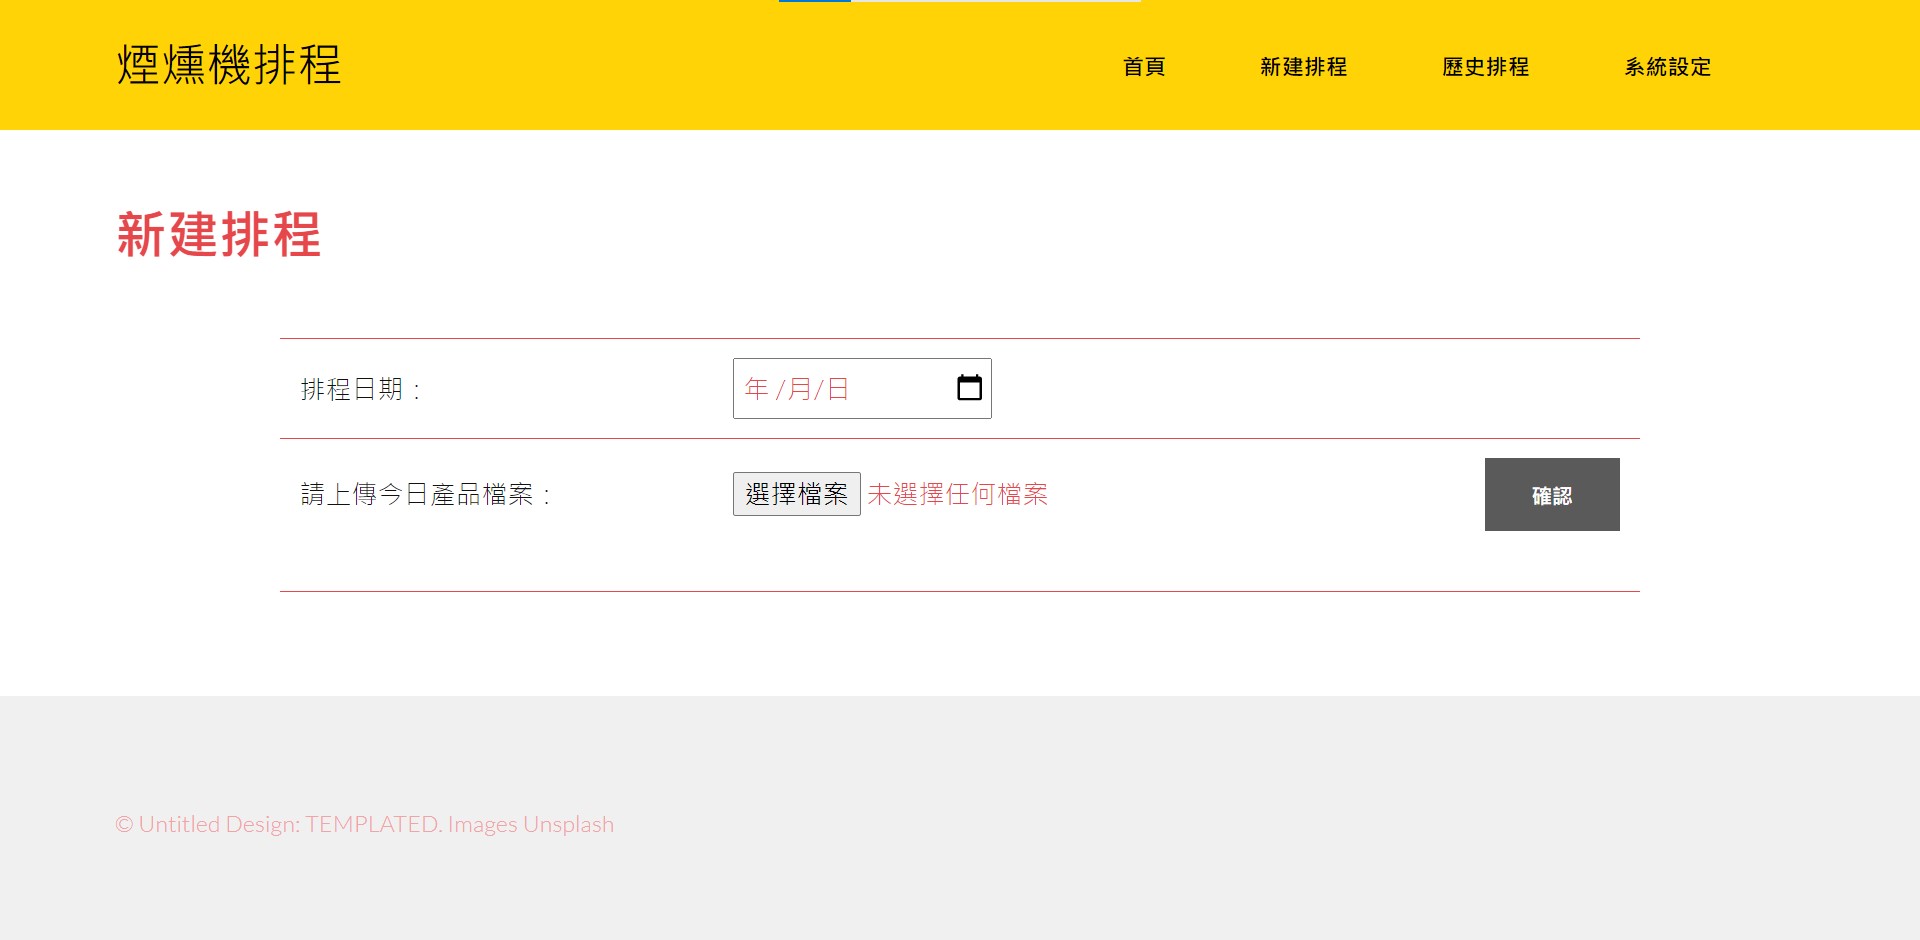 煙燻機排程
首頁 新建排程 歷史排程 系統設定
新建排程
排程日期：
年 /月/日
請上傳今日產品檔案：
選擇檔案 未選擇任何檔案
確認
© Untitled Design: TEMPLATED. Images Unsplash